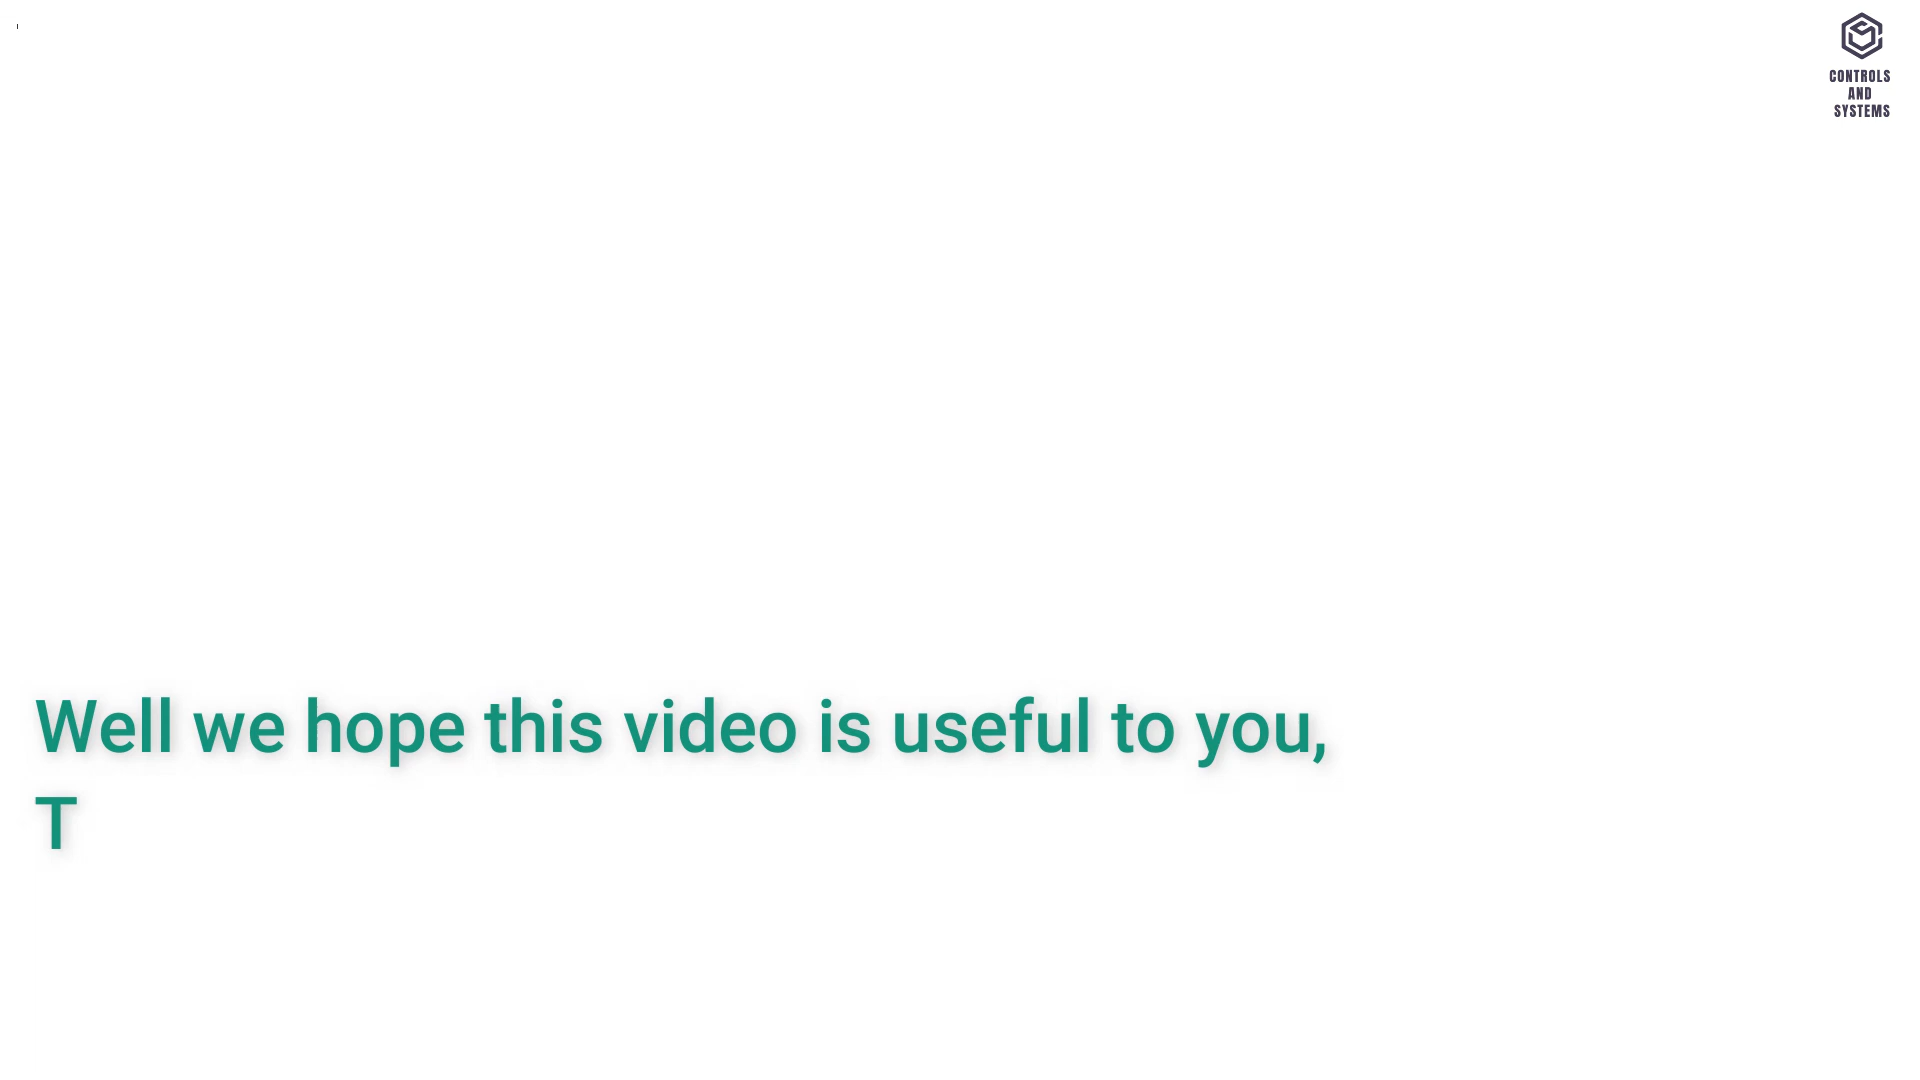 CONTROLS
AND
SYSTEMS
Well we hope this video is useful to you,
T